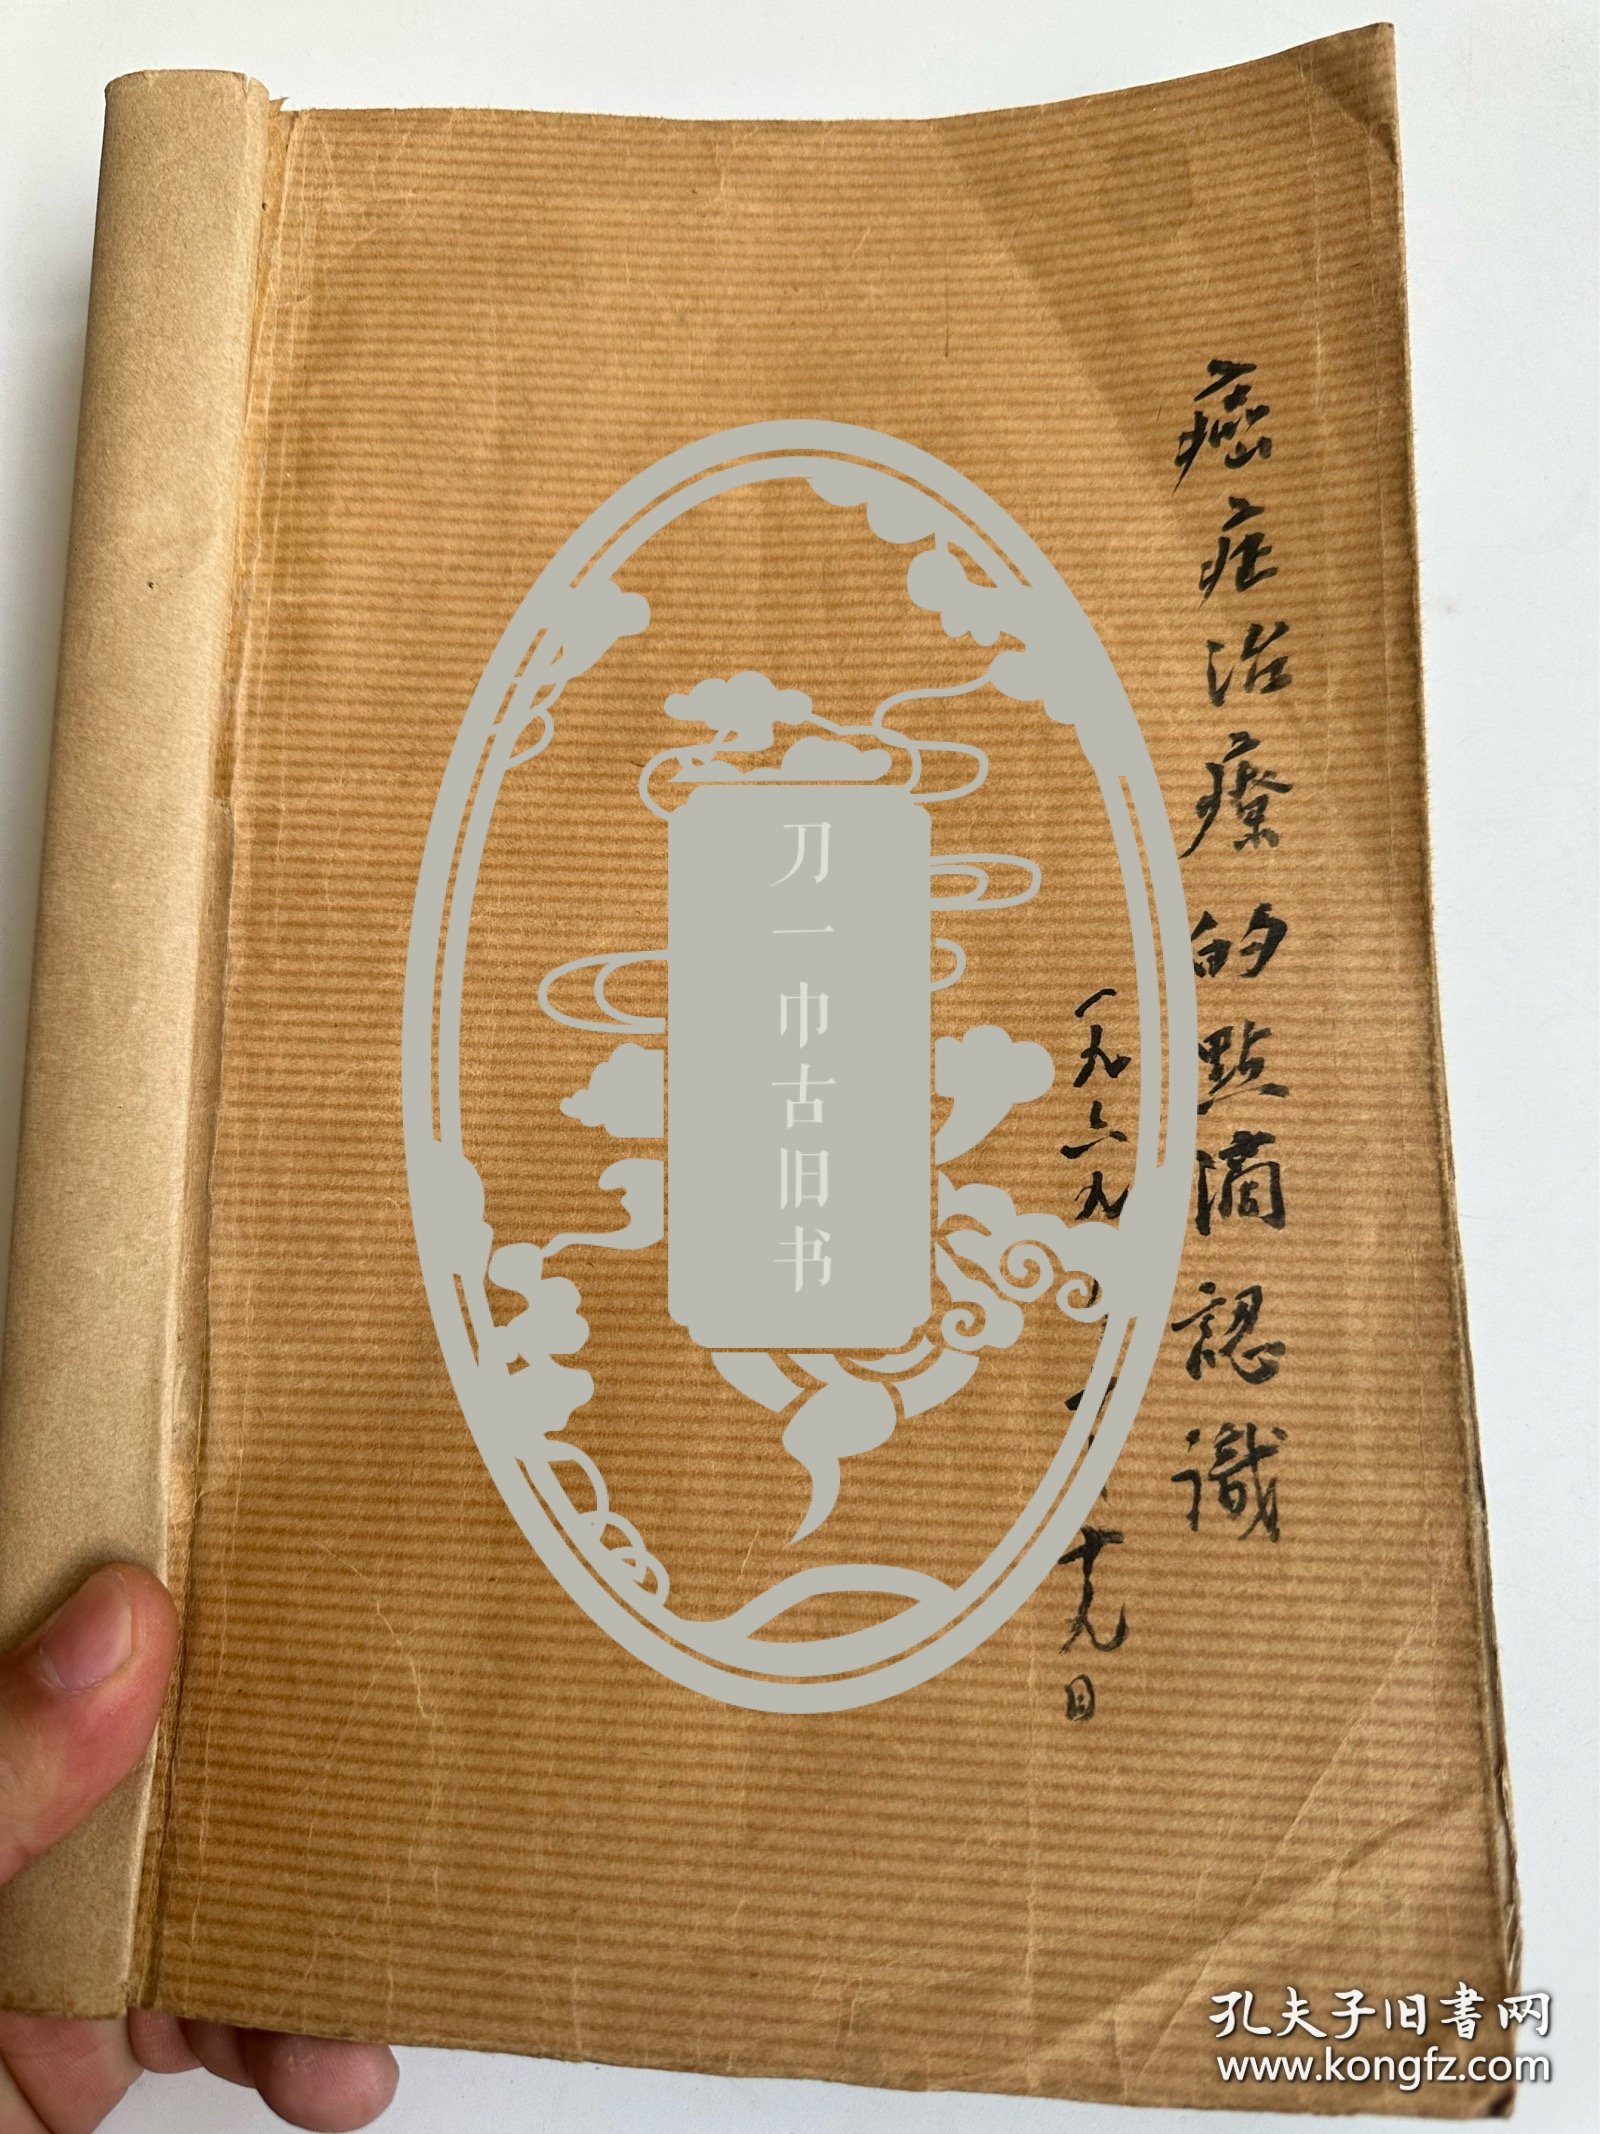 癌症治療的點滴認識
一九六九
十九日
刀一巾古旧书
孔夫子旧書网
www.kongfz.com